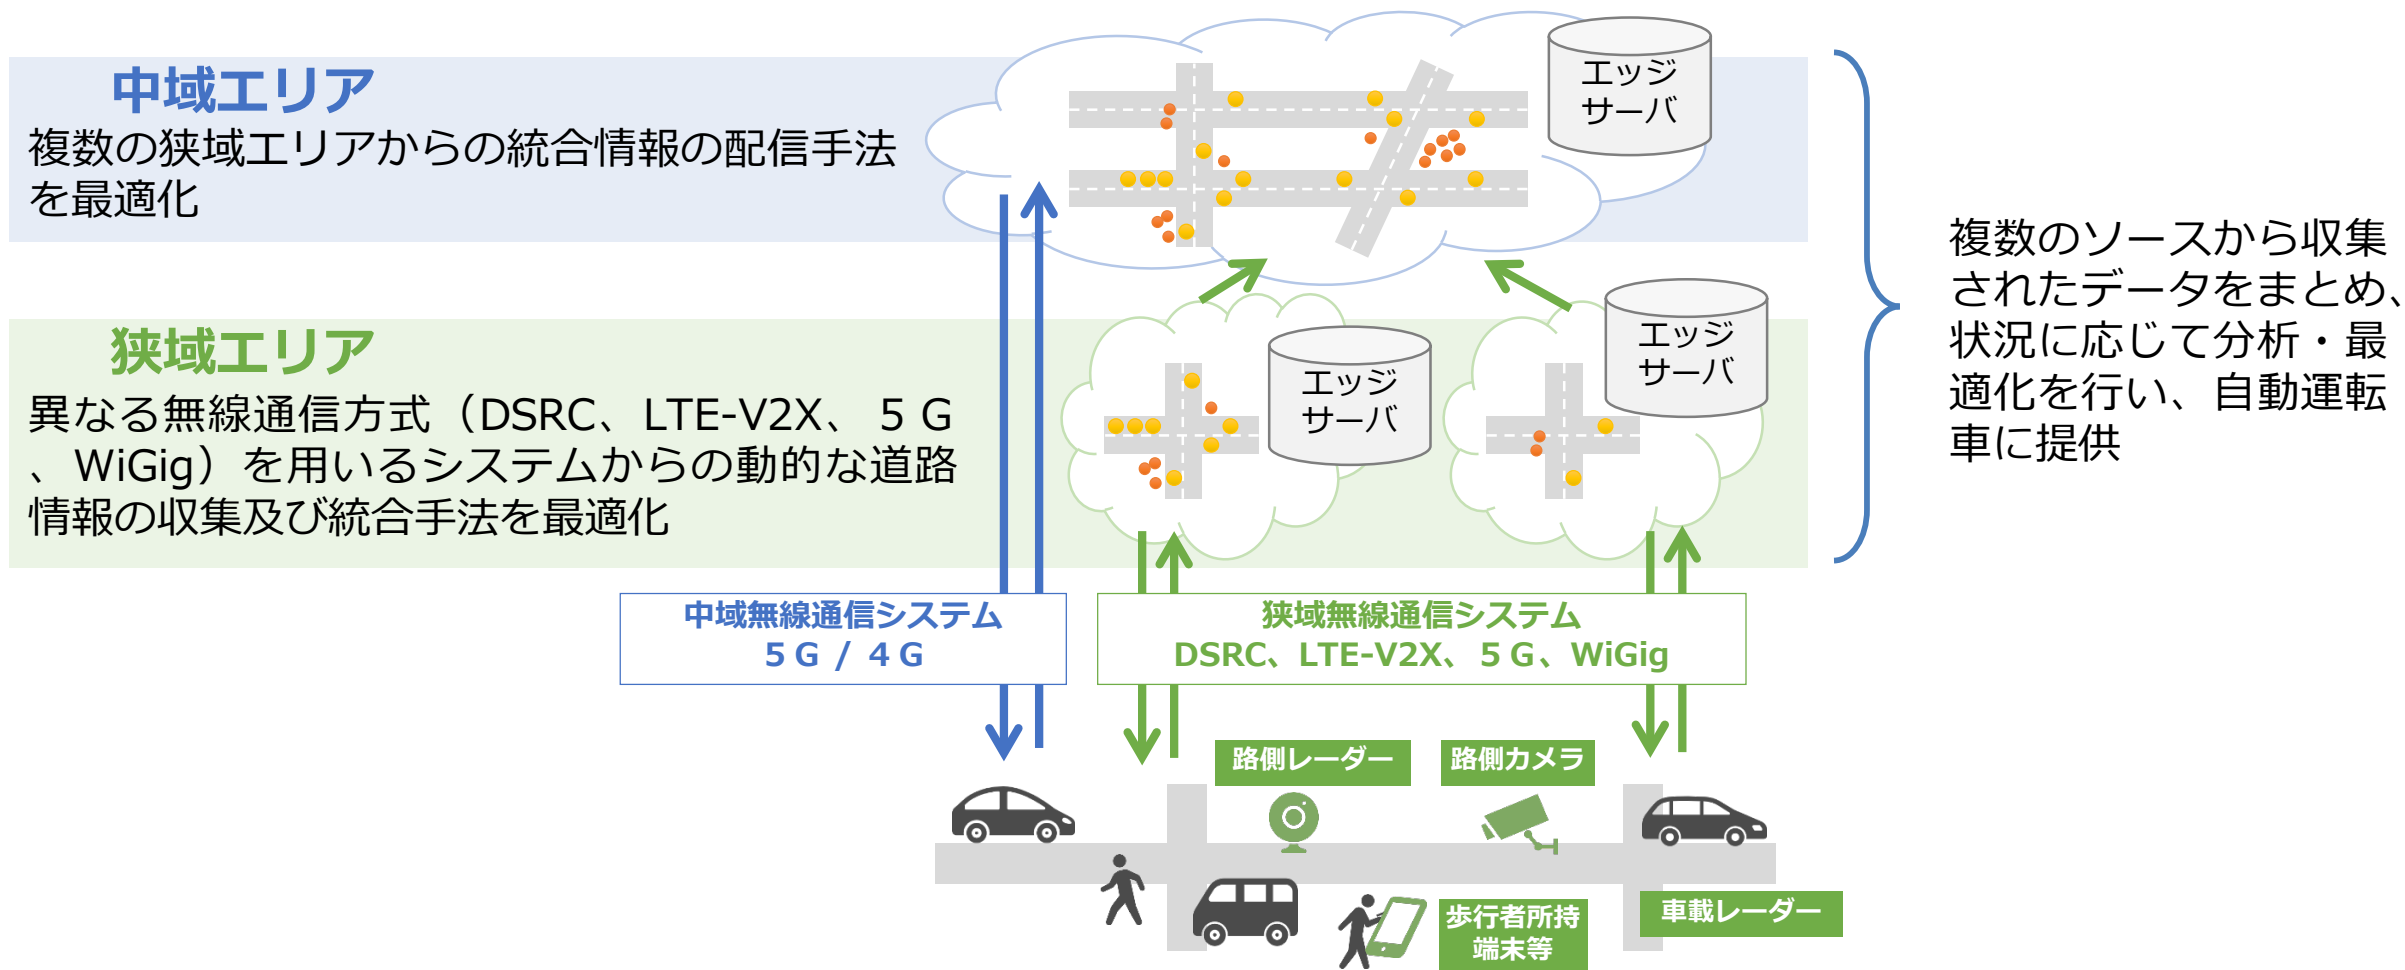 中域エリア
複数の狭域エリアからの統合情報の配信手法
を最適化
エッジ
サーバ
狭域エリア
異なる無線通信方式（DSRC、LTE-V2X、５G
、WiGig）を用いるシステムからの動的な道路
情報の収集及び統合手法を最適化
エッジ
サーバ
エッジ
サーバ
複数のソースから収集
されたデータをまとめ、
状況に応じて分析・最
適化を行い、自動運転
車に提供
中域無線通信システム
５G / ４G
狭域無線通信システム
DSRC、LTE-V2X、５G、WiGig
路側レーダー
路側カメラ
歩行者所持
端末等
車載レーダー